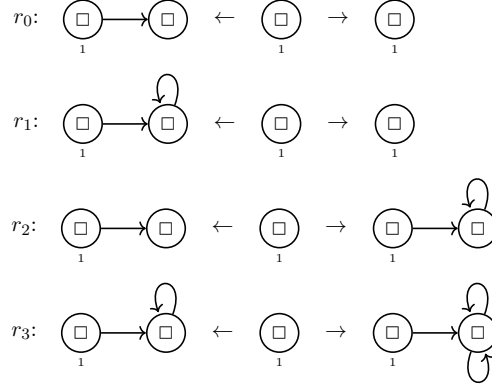 r0: □ □ ← □ → □
1 1 1
r1: □ □ ← □ → □
1 1 1
r2: □ □ ← □ → □ □
1 1 1
r3: □ □ ← □ → □ □
1 1 1